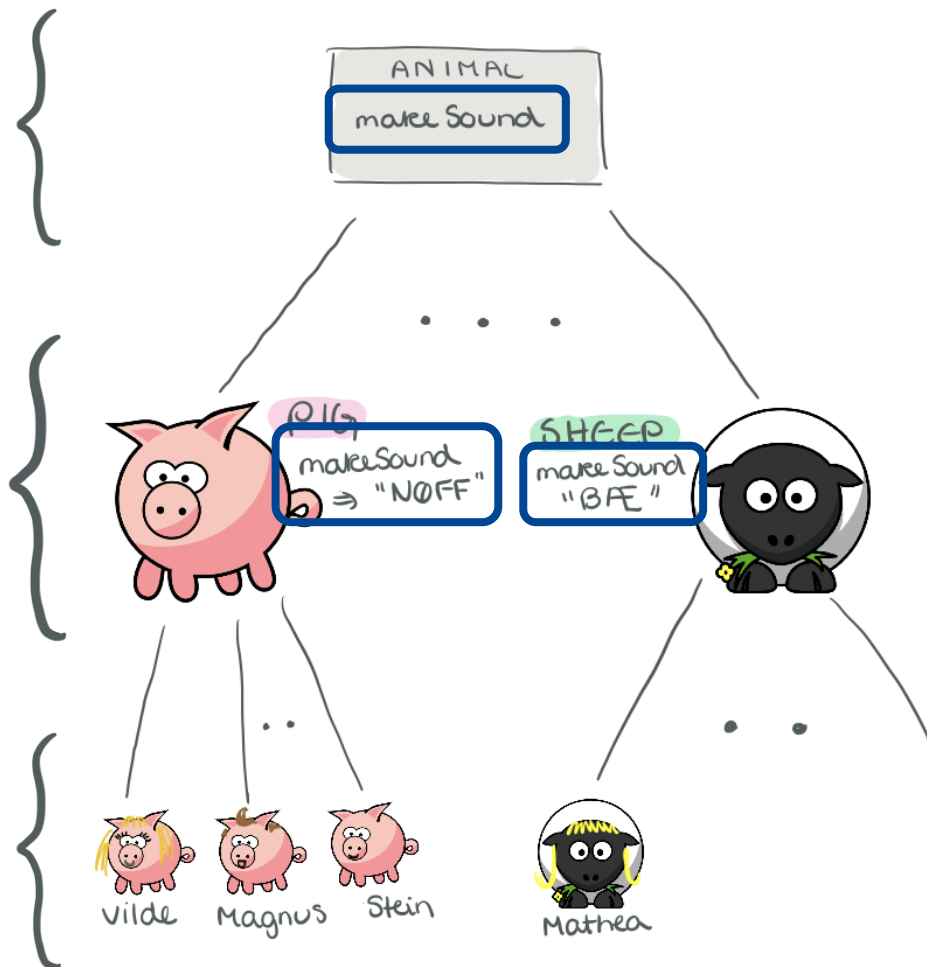 ANIMAL
makeSound
PIG
makeSound
⇒ "NØFF"
SHEEP
makeSound
"BÆ"
Vilde
Magnus
Stein
Mathea